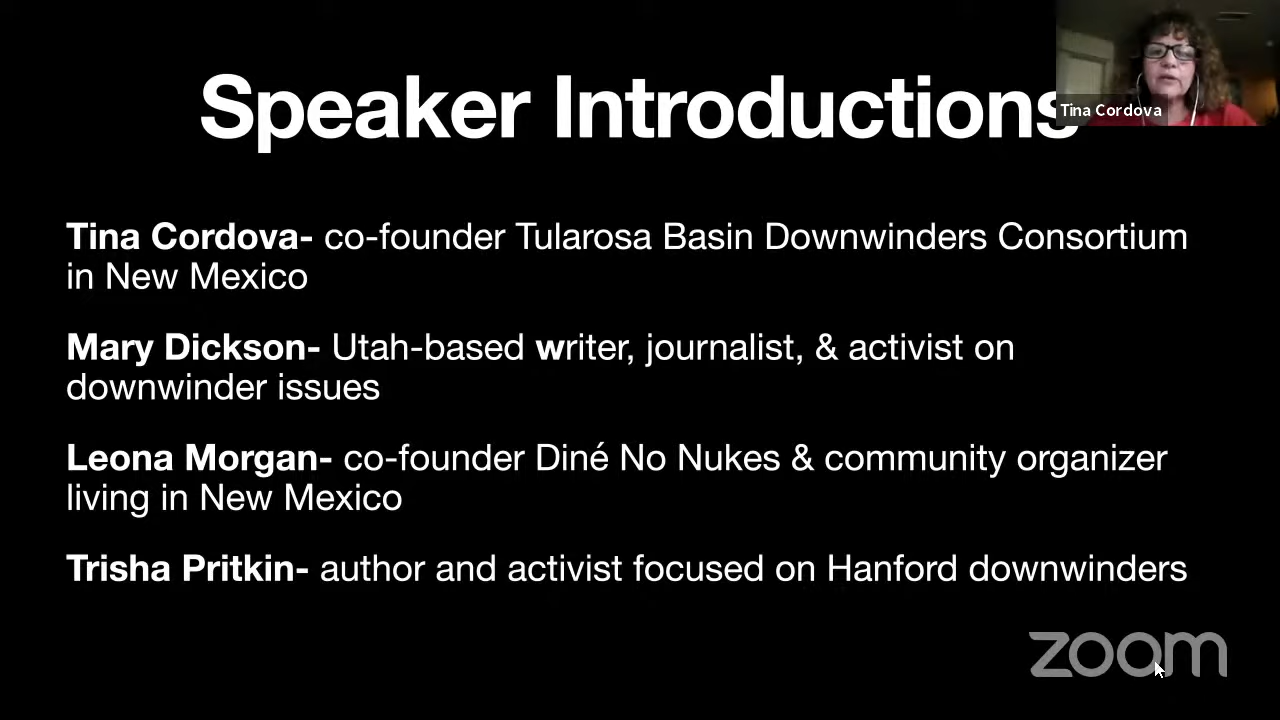 Speaker Introductions
Tina Cordova
Tina Cordova- co-founder Tularosa Basin Downwinders Consortium
in New Mexico
Mary Dickson- Utah-based writer, journalist, & activist on
downwinder issues
Leona Morgan- co-founder Diné No Nukes & community organizer
living in New Mexico
Trisha Pritkin- author and activist focused on Hanford downwinders
zoom